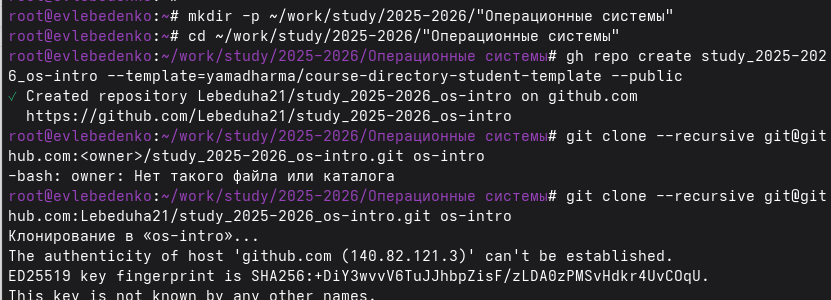 root@evlebedenko:~# mkdir -p ~/work/study/2025-2026/"Операционные системы"
root@evlebedenko:~# cd ~/work/study/2025-2026/"Операционные системы"
root@evlebedenko:~/work/study/2025-2026/Операционные системы# gh repo create study_2025-202
6_os-intro --template=yamadharma/course-directory-student-template --public
✓ Created repository Lebeduha21/study_2025-2026_os-intro on github.com
https://github.com/Lebeduha21/study_2025-2026_os-intro
root@evlebedenko:~/work/study/2025-2026/Операционные системы# git clone --recursive git@git
hub.com:<owner>/study_2025-2026_os-intro.git os-intro
-bash: owner: Нет такого файла или каталога
root@evlebedenko:~/work/study/2025-2026/Операционные системы# git clone --recursive git@git
hub.com:Lebeduha21/study_2025-2026_os-intro.git os-intro
Клонирование в «os-intro»...
The authenticity of host 'github.com (140.82.121.3)' can't be established.
ED25519 key fingerprint is SHA256:+DiY3wvvV6TuJJhbpZisF/zLDA0zPMSvHdkr4UvCOqU.
This key is not known by any other names.